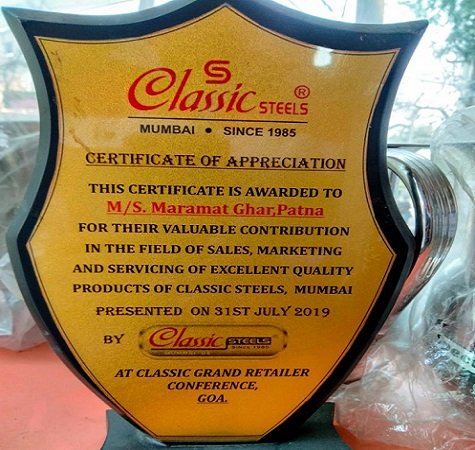 S
Classic STEELS ®
MUMBAI • SINCE 1985
CERTIFICATE OF APPRECIATION
THIS CERTIFICATE IS AWARDED TO
M/S. Maramat Ghar,Patna
FOR THEIR VALUABLE CONTRIBUTION
IN THE FIELD OF SALES, MARKETING
AND SERVICING OF EXCELLENT QUALITY
PRODUCTS OF CLASSIC STEELS, MUMBAI
PRESENTED ON 31ST JULY 2019
BY Classic STEELS
MUMBAI SINCE 1985
AT CLASSIC GRAND RETAILER
CONFERENCE,
GOA.